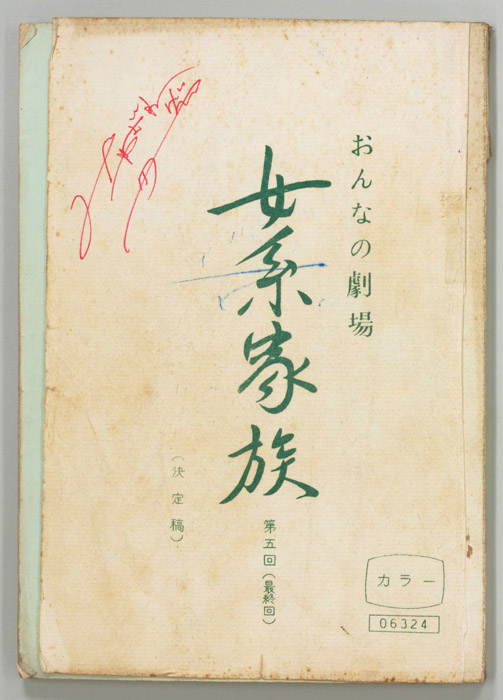 おんなの劇場
女系家族
第五回(最終回)
(決定稿)
カラー
06324